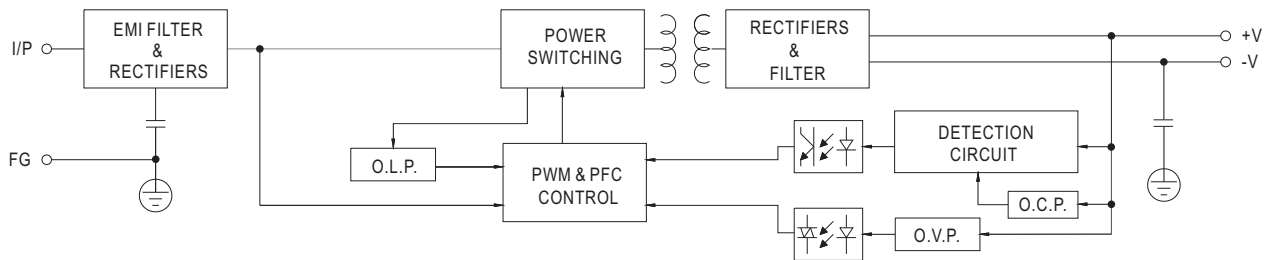 I/P
EMI FILTER
&
RECTIFIERS
POWER
SWITCHING
RECTIFIERS
&
FILTER
+V
-V
FG
O.L.P.
PWM & PFC
CONTROL
DETECTION
CIRCUIT
O.C.P.
O.V.P.